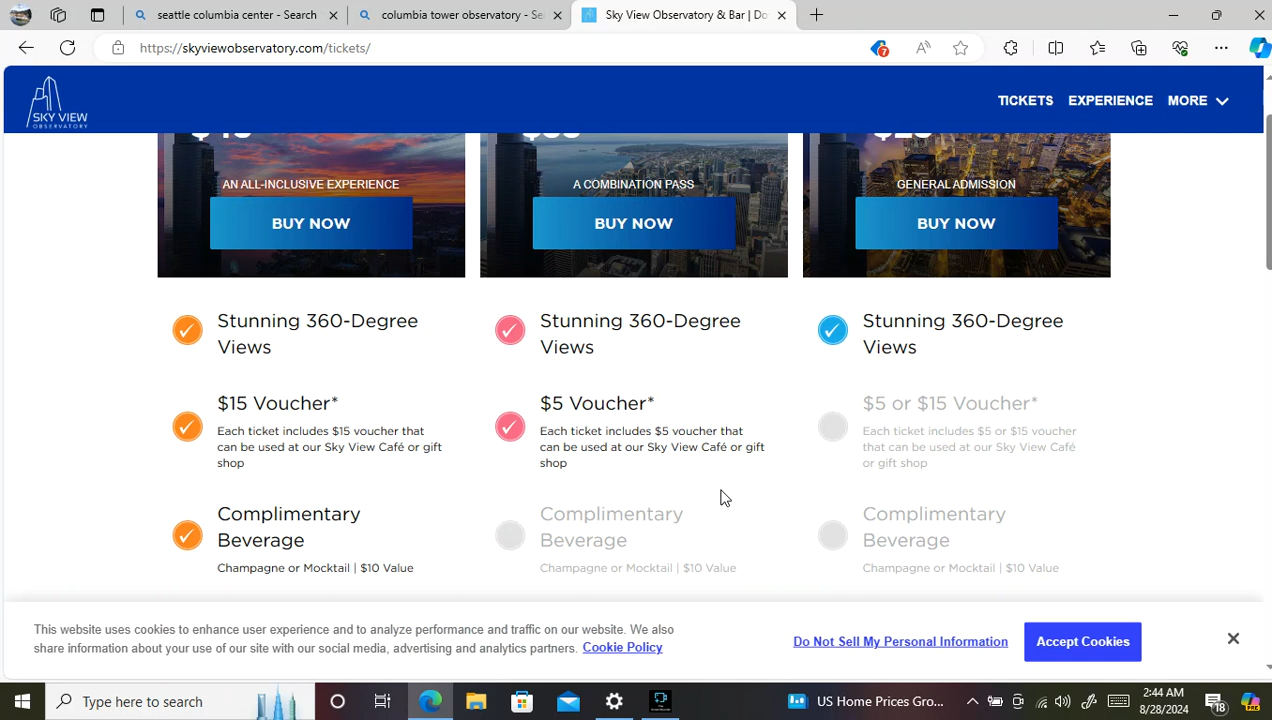 seattle columbia center - Search
columbia tower observatory - Se
Sky View Observatory & Bar | Do
https://skyviewobservatory.com/tickets/
7
SKY VIEW
OBSERVATORY
TICKETS
EXPERIENCE
MORE
AN ALL-INCLUSIVE EXPERIENCE
BUY NOW
A COMBINATION PASS
BUY NOW
GENERAL ADMISSION
BUY NOW
Stunning 360-Degree
Views
$15 Voucher*
Each ticket includes $15 voucher that
can be used at our Sky View Café or gift
shop
Complimentary
Beverage
Champagne or Mocktail | $10 Value
Stunning 360-Degree
Views
$5 Voucher*
Each ticket includes $5 voucher that
can be used at our Sky View Café or gift
shop
Complimentary
Beverage
Champagne or Mocktail | $10 Value
Stunning 360-Degree
Views
$5 or $15 Voucher*
Each ticket includes $5 or $15 voucher
that can be used at our Sky View Café
or gift shop
Complimentary
Beverage
Champagne or Mocktail | $10 Value
This website uses cookies to enhance user experience and to analyze performance and traffic on our website. We also
share information about your use of our site with our social media, advertising and analytics partners. Cookie Policy
Do Not Sell My Personal Information
Accept Cookies
Type here to search
US Home Prices Gro...
2:44 AM
8/28/2024
18